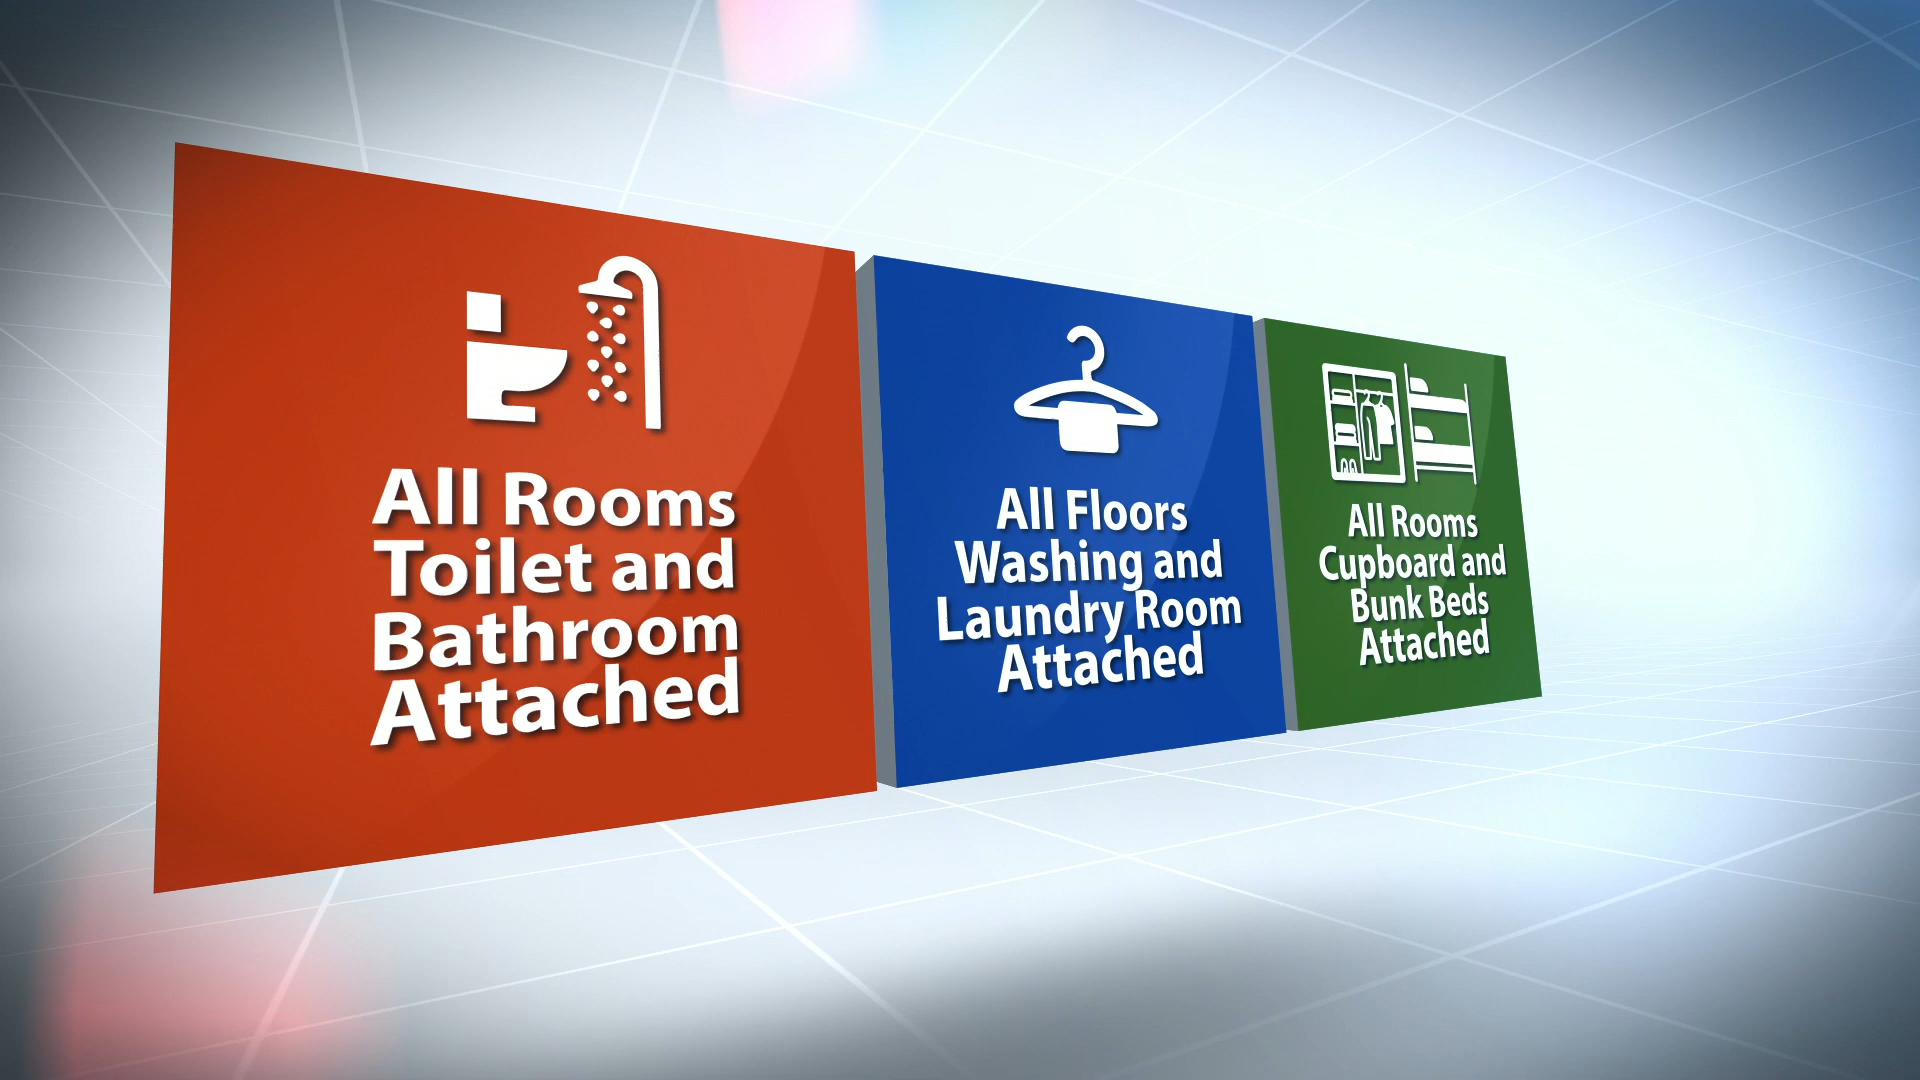 All Rooms
Toilet and
Bathroom
Attached
All Floors
Washing and
Laundry Room
Attached
All Rooms
Cupboard and
Bunk Beds
Attached